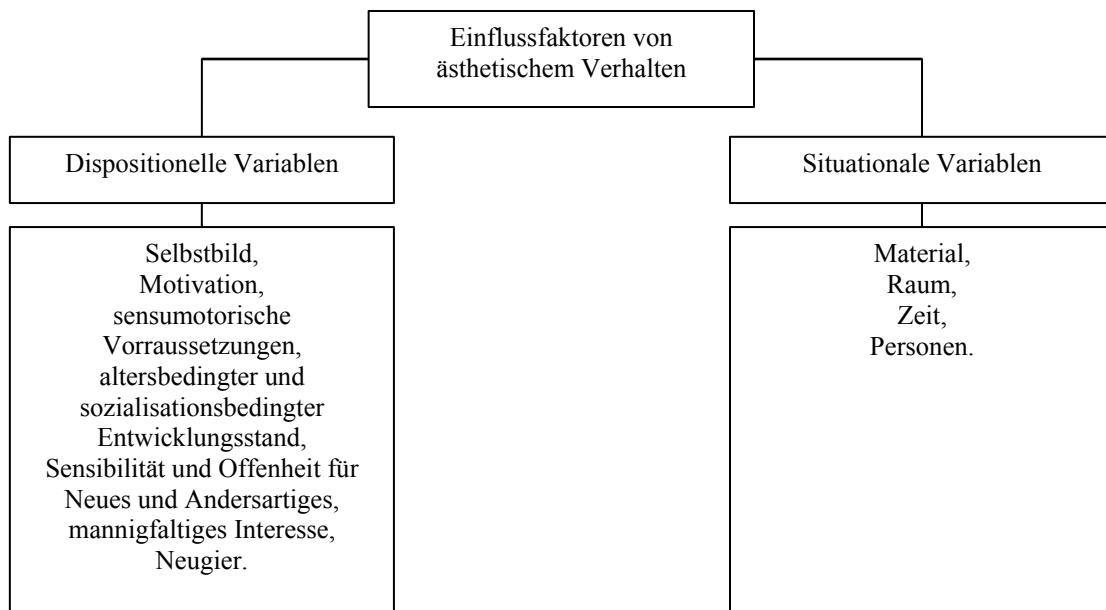 Einflussfaktoren von
ästhetischem Verhalten
Dispositionelle Variablen
Situationale Variablen
Selbstbild,
Motivation,
sensumotorische
Vorraussetzungen,
altersbedingter und
sozialisationsbedingter
Entwicklungsstand,
Sensibilität und Offenheit für
Neues und Andersartiges,
mannigfaltiges Interesse,
Neugier.
Material,
Raum,
Zeit,
Personen.